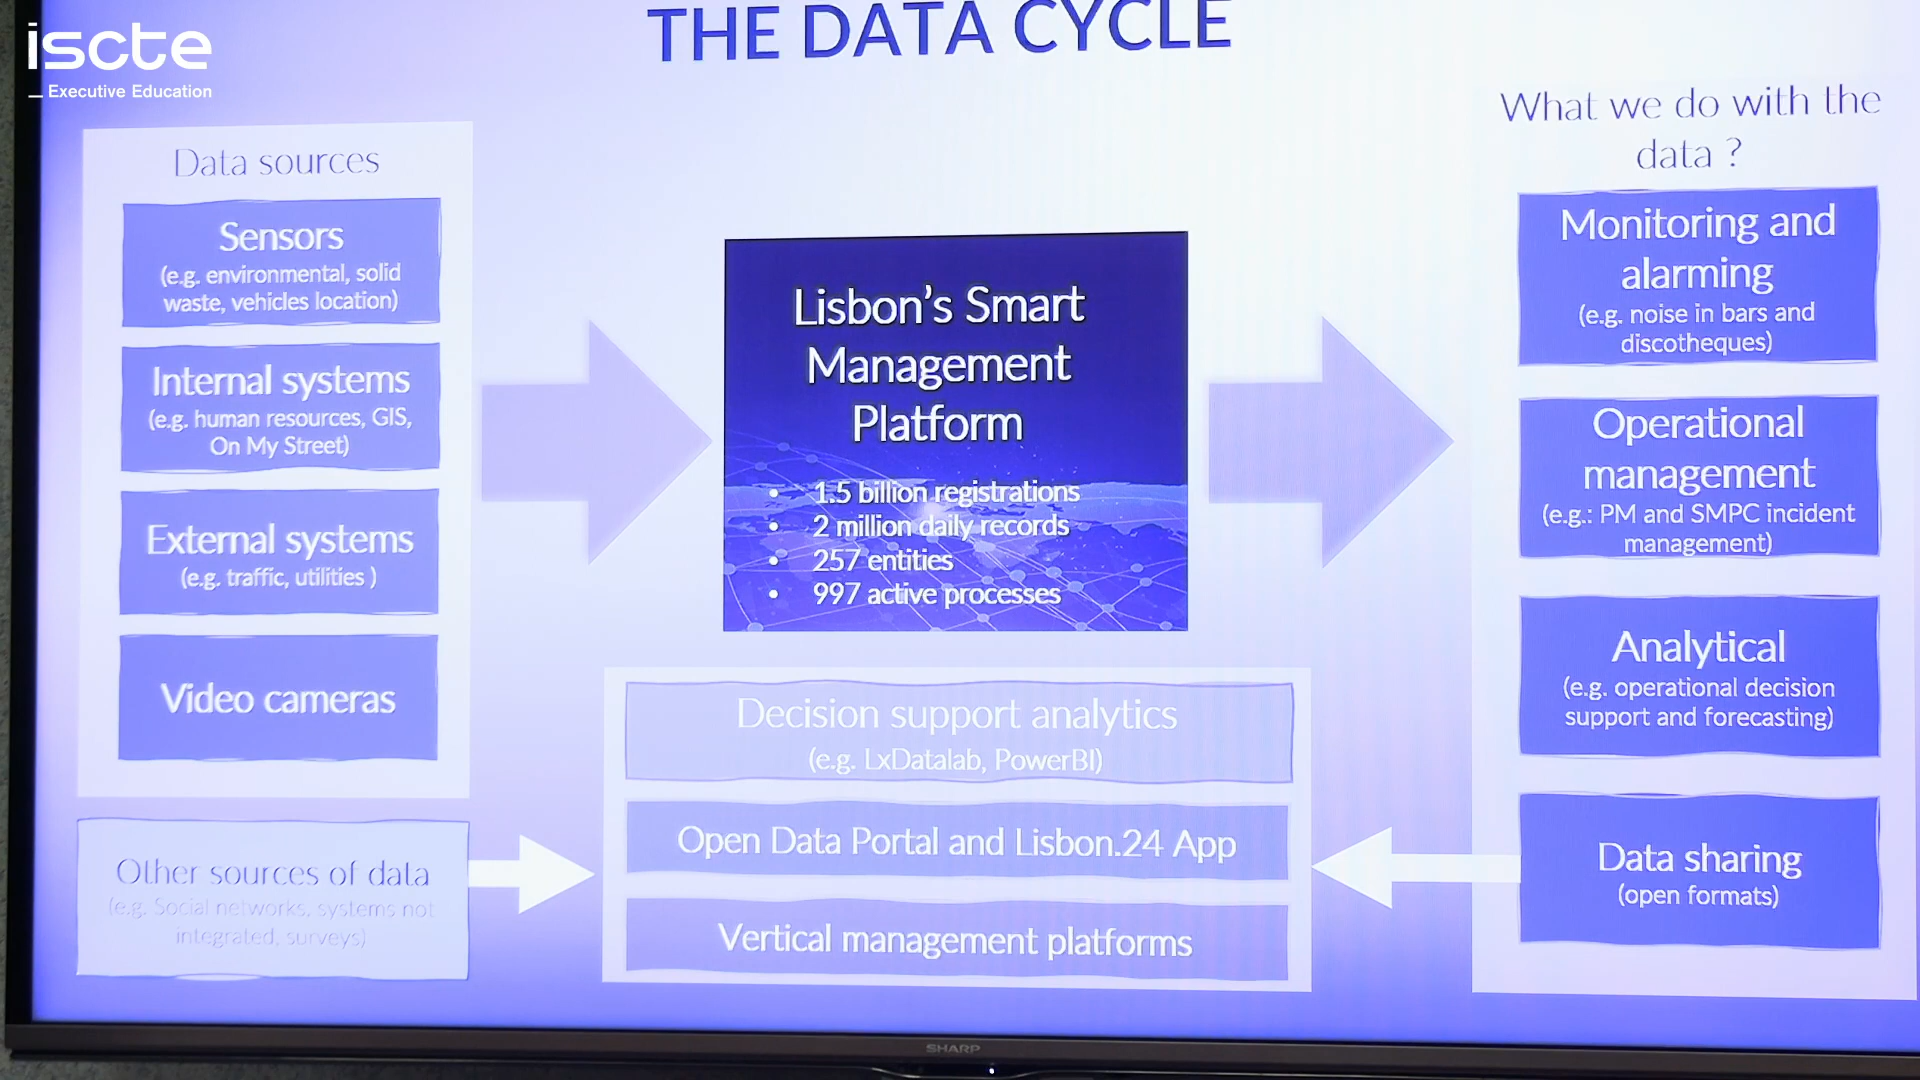 iscte
Executive Education
THE DATA CYCLE
Data sources
Sensors
(e.g. environmental, solid
waste, vehicles location)
Internal systems
(e.g. human resources, GIS,
On My Street)
External systems
(e.g. traffic, utilities )
Video cameras
Other sources of data
(e.g. Social networks, systems not
integrated, surveys)
Lisbon's Smart
Management
Platform
• 1.5 billion registrations
• 2 million daily records
• 257 entities
• 997 active processes
Decision support analytics
(e.g. LxDatalab, PowerBI)
Open Data Portal and Lisbon.24 App
Vertical management platforms
What we do with the
data ?
Monitoring and
alarming
(e.g. noise in bars and
discotheques)
Operational
management
(e.g.: PM and SMPC incident
management)
Analytical
(e.g. operational decision
support and forecasting)
Data sharing
(open formats)
SHARP